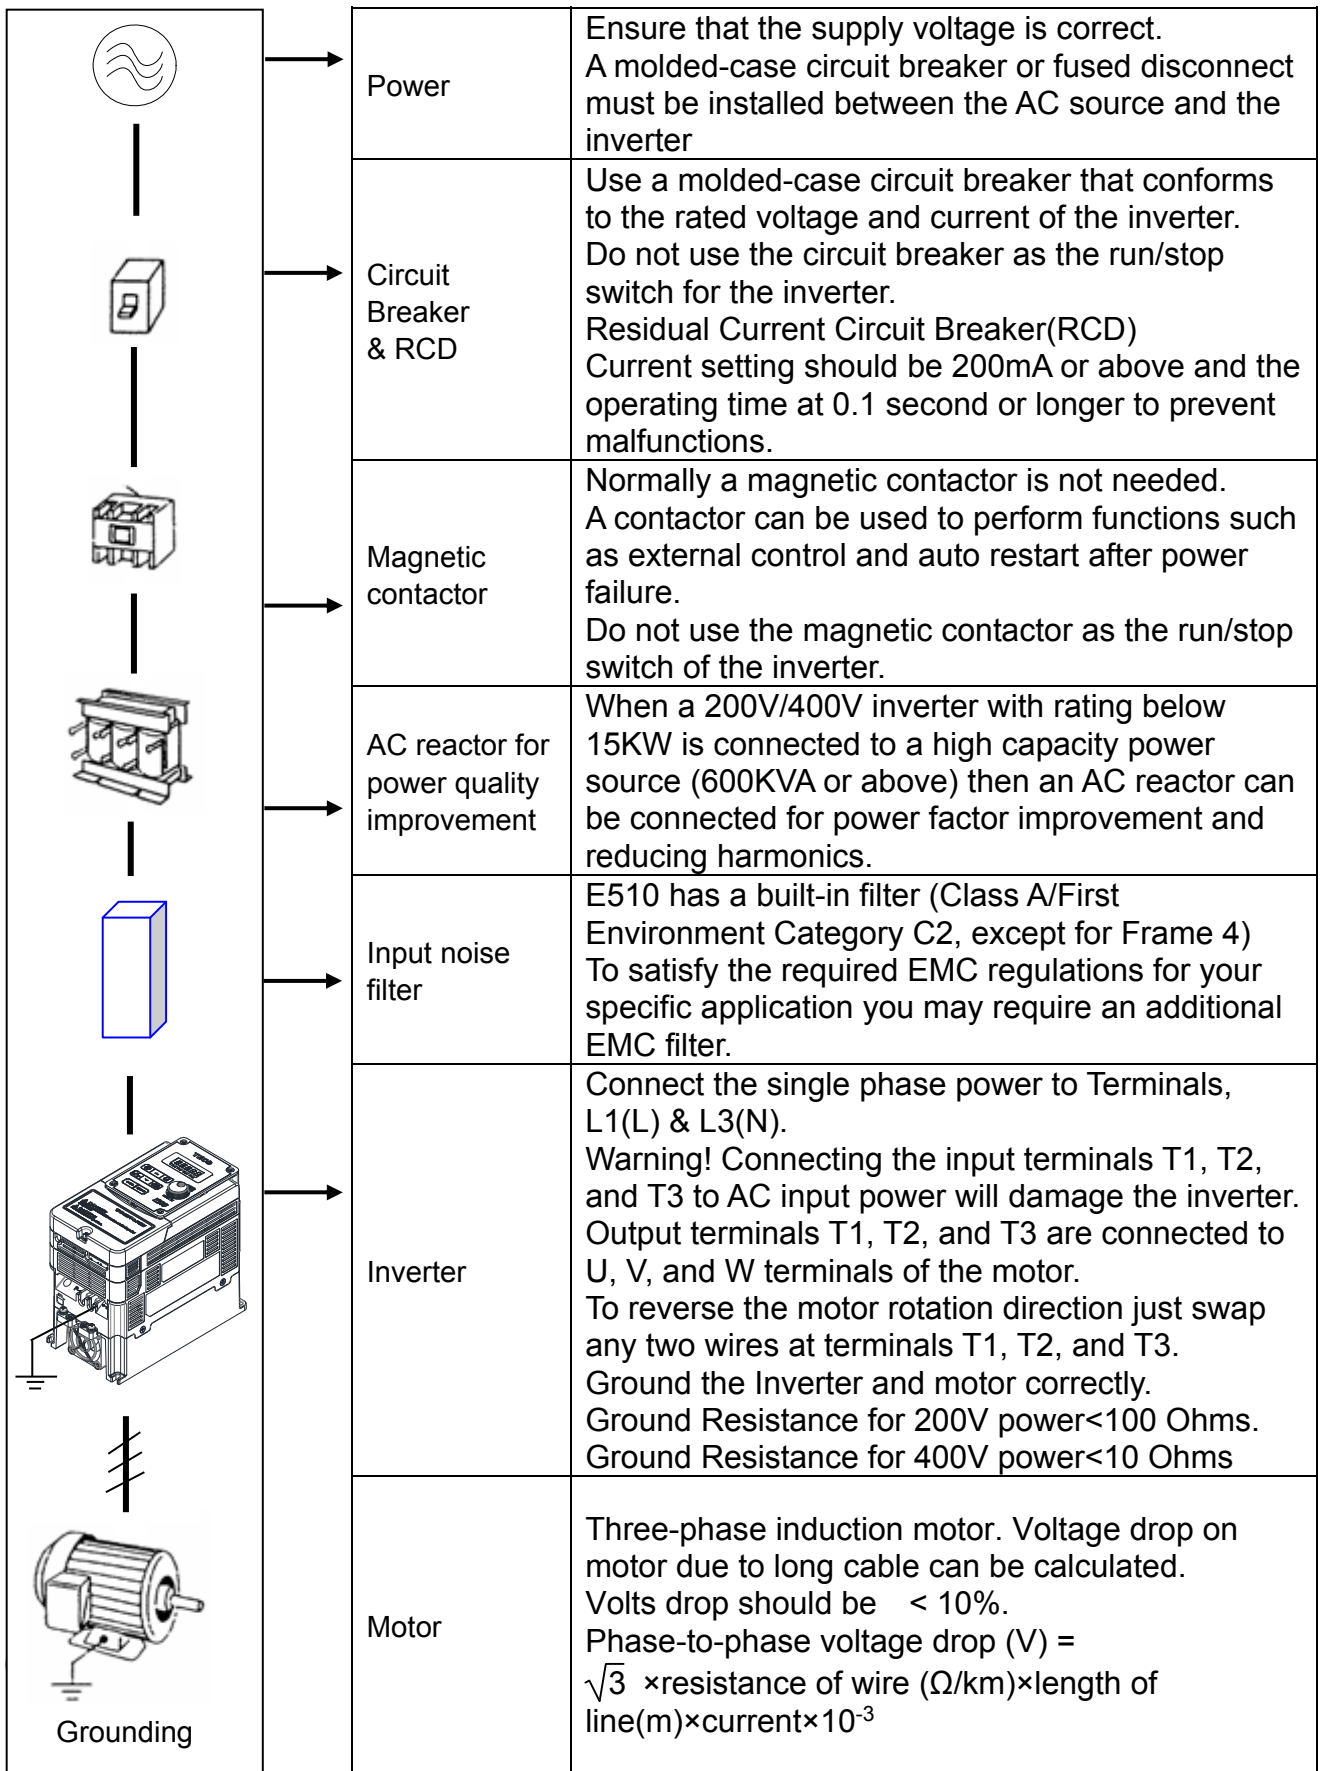 Power
Ensure that the supply voltage is correct.
A molded-case circuit breaker or fused disconnect
must be installed between the AC source and the
inverter
Circuit
Breaker
& RCD
Use a molded-case circuit breaker that conforms
to the rated voltage and current of the inverter.
Do not use the circuit breaker as the run/stop
switch for the inverter.
Residual Current Circuit Breaker(RCD)
Current setting should be 200mA or above and the
operating time at 0.1 second or longer to prevent
malfunctions.
Magnetic
contactor
Normally a magnetic contactor is not needed.
A contactor can be used to perform functions such
as external control and auto restart after power
failure.
Do not use the magnetic contactor as the run/stop
switch of the inverter.
AC reactor for
power quality
improvement
When a 200V/400V inverter with rating below
15KW is connected to a high capacity power
source (600KVA or above) then an AC reactor can
be connected for power factor improvement and
reducing harmonics.
Input noise
filter
E510 has a built-in filter (Class A/First
Environment Category C2, except for Frame 4)
To satisfy the required EMC regulations for your
specific application you may require an additional
EMC filter.
Inverter
Connect the single phase power to Terminals,
L1(L) & L3(N).
Warning! Connecting the input terminals T1, T2,
and T3 to AC input power will damage the inverter.
Output terminals T1, T2, and T3 are connected to
U, V, and W terminals of the motor.
To reverse the motor rotation direction just swap
any two wires at terminals T1, T2, and T3.
Ground the Inverter and motor correctly.
Ground Resistance for 200V power<100 Ohms.
Ground Resistance for 400V power<10 Ohms
Motor
Three-phase induction motor. Voltage drop on
motor due to long cable can be calculated.
Volts drop should be < 10%.
Phase-to-phase voltage drop (V) =
√3 ×resistance of wire (Ω/km)×length of
line(m)×current×10⁻³
Grounding